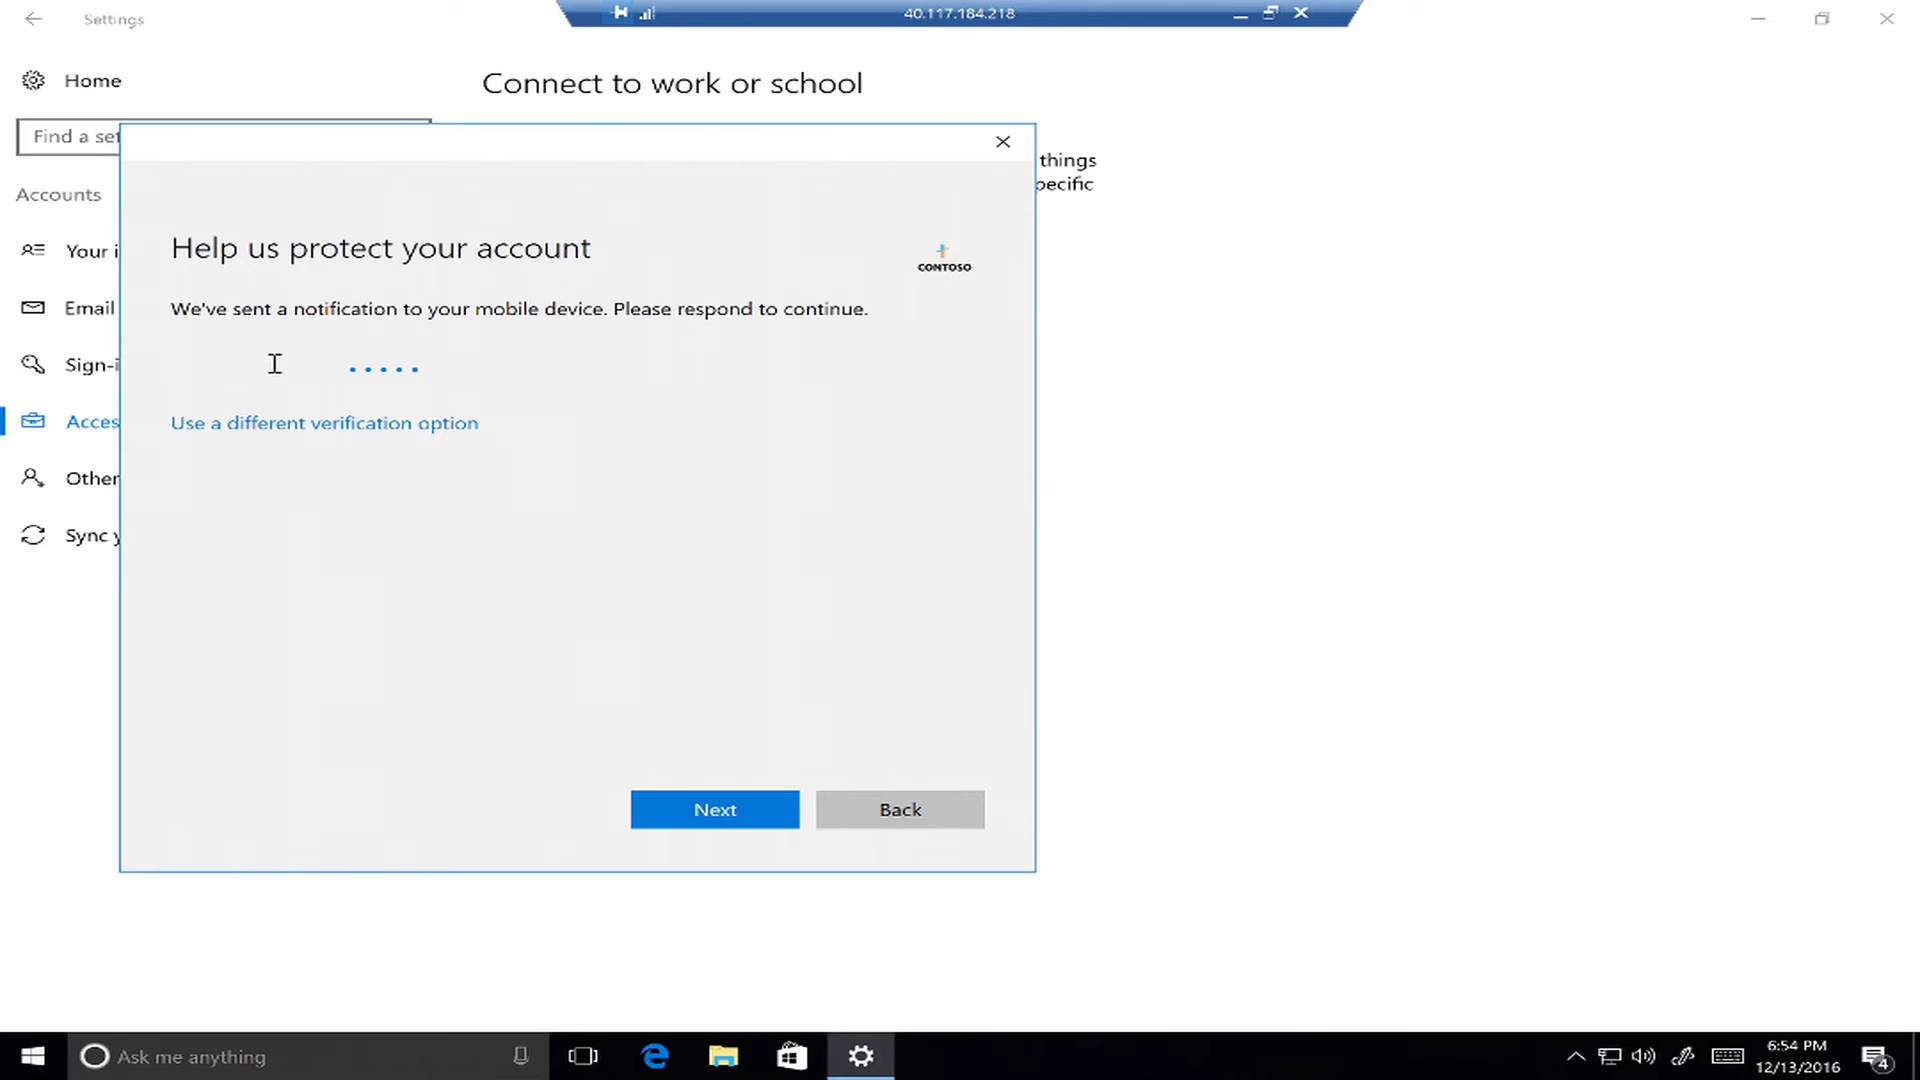 Settings
40.117.184.218
Home
Connect to work or school
Find a set
things
pecific
Accounts
Your i
Email
Sign-i
Acces
Other
Sync y
Help us protect your account
CONTOSO
We've sent a notification to your mobile device. Please respond to continue.
Use a different verification option
Next
Back
Ask me anything
6:54 PM
12/13/2016
4